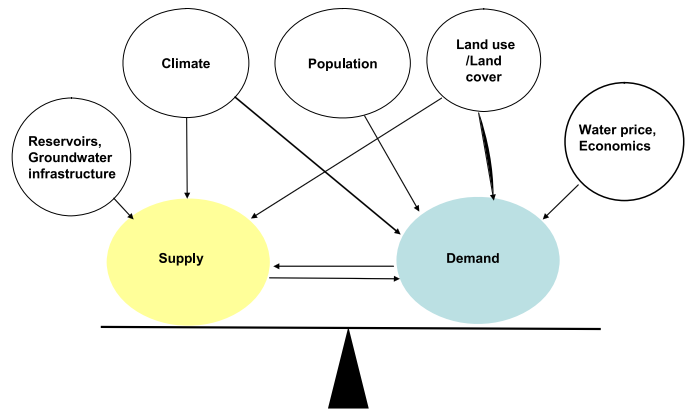 Climate
Population
Land use
/Land
cover
Reservoirs,
Groundwater
infrastructure
Water price,
Economics
Supply
Demand